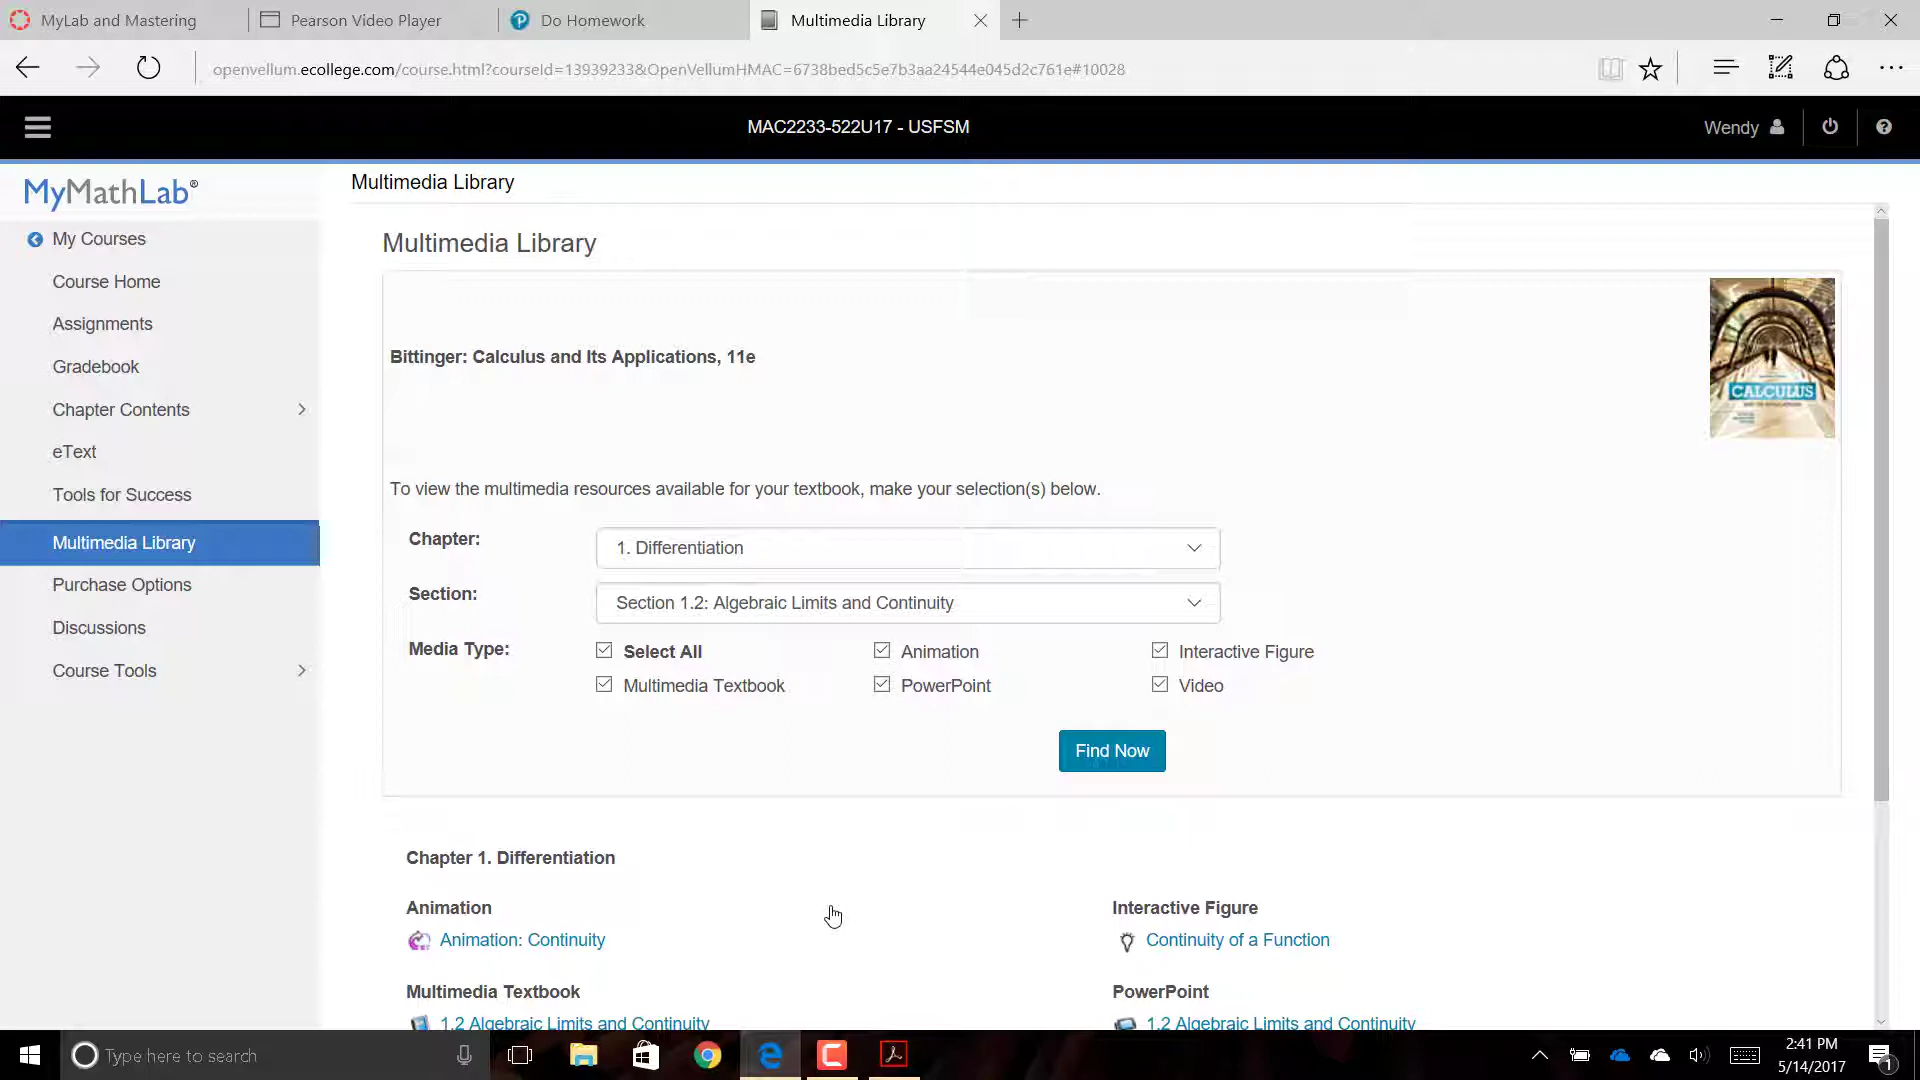 MyLab and Mastering
Pearson Video Player
Do Homework
Multimedia Library
openvellum.ecollege.com/course.html?courseId=13939233&OpenVellumHMAC=6738bed5c5e7b3aa24544e045d2c761e#10028
MAC2233-522U17 - USFSM
Wendy
MyMathLab®
Multimedia Library
My Courses
Course Home
Assignments
Gradebook
Chapter Contents
eText
Tools for Success
Multimedia Library
Purchase Options
Discussions
Course Tools
Multimedia Library
Bittinger: Calculus and Its Applications, 11e
CALCULUS
To view the multimedia resources available for your textbook, make your selection(s) below.
Chapter:
1. Differentiation
Section:
Section 1.2: Algebraic Limits and Continuity
Media Type:
Select All
Animation
Interactive Figure
Multimedia Textbook
PowerPoint
Video
Find Now
Chapter 1. Differentiation
Animation
Animation: Continuity
Interactive Figure
Continuity of a Function
Multimedia Textbook
1.2 Algebraic Limits and Continuity
PowerPoint
1.2 Algebraic Limits and Continuity
Type here to search
2:41 PM
5/14/2017
1